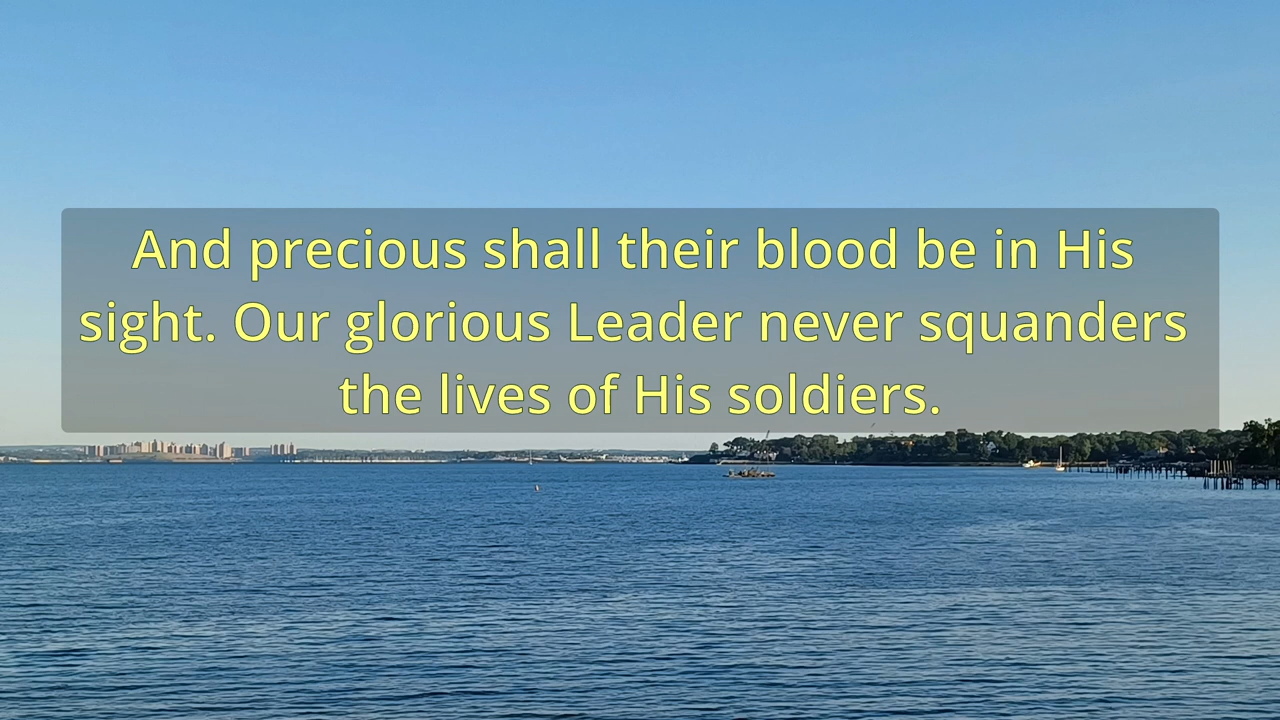 And precious shall their blood be in His
sight. Our glorious Leader never squanders
the lives of His soldiers.